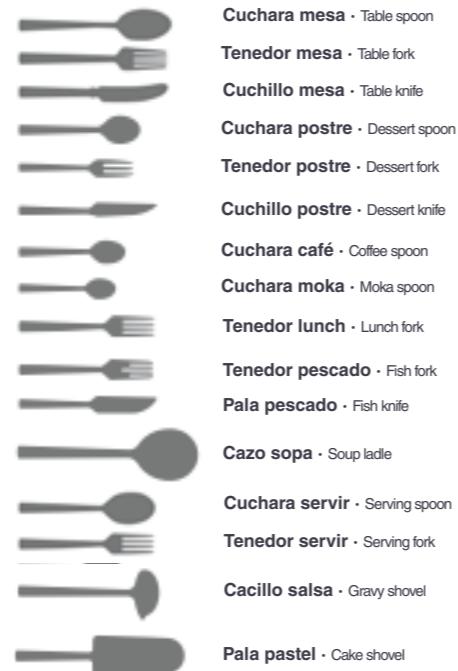 Cuchara mesa · Table spoon
Tenedor mesa · Table fork
Cuchillo mesa · Table knife
Cuchara postre · Dessert spoon
Tenedor postre · Dessert fork
Cuchillo postre · Dessert knife
Cuchara café · Coffee spoon
Cuchara moka · Moka spoon
Tenedor lunch · Lunch fork
Tenedor pescado · Fish fork
Pala pescado · Fish knife
Cazo sopa · Soup ladle
Cuchara servir · Serving spoon
Tenedor servir · Serving fork
Cacillo salsa · Gravy shovel
Pala pastel · Cake shovel